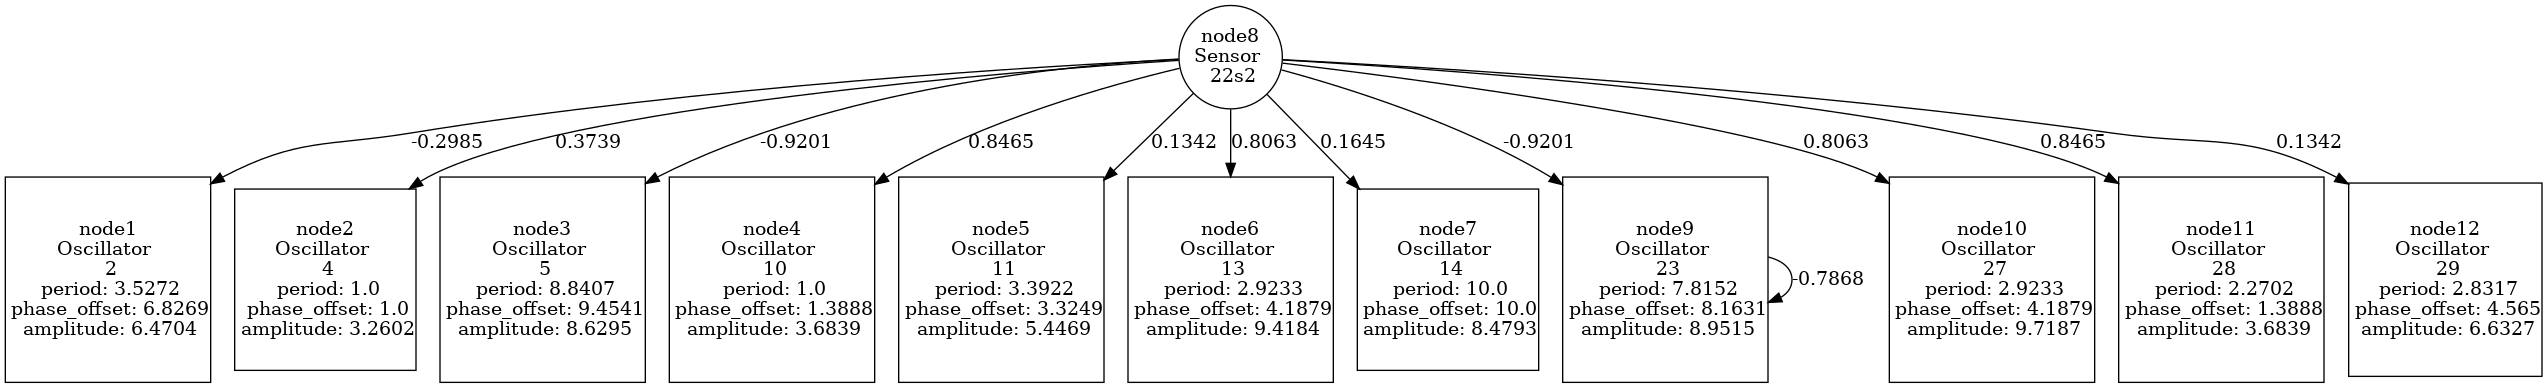 node8
Sensor
22s2
-0.2985
0.3739
-0.9201
0.8465
0.1342
0.8063
0.1645
-0.9201
0.8063
0.8465
0.1342
node1
Oscillator
2
period: 3.5272
phase_offset: 6.8269
amplitude: 6.4704
node2
Oscillator
4
period: 1.0
phase_offset: 1.0
amplitude: 3.2602
node3
Oscillator
5
period: 8.8407
phase_offset: 9.4541
amplitude: 8.6295
node4
Oscillator
10
period: 1.0
phase_offset: 1.3888
amplitude: 3.6839
node5
Oscillator
11
period: 3.3922
phase_offset: 3.3249
amplitude: 5.4469
node6
Oscillator
13
period: 2.9233
phase_offset: 4.1879
amplitude: 9.4184
node7
Oscillator
14
period: 10.0
phase_offset: 10.0
amplitude: 8.4793
node9
Oscillator
23
period: 7.8152
phase_offset: 8.1631
amplitude: 8.9515
-0.7868
node10
Oscillator
27
period: 2.9233
phase_offset: 4.1879
amplitude: 9.7187
node11
Oscillator
28
period: 2.2702
phase_offset: 1.3888
amplitude: 3.6839
node12
Oscillator
29
period: 2.8317
phase_offset: 4.565
amplitude: 6.6327